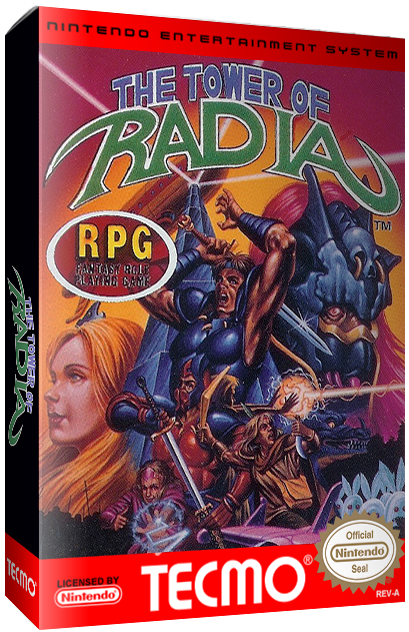 NINTENDO ENTERTAINMENT SYSTEM
THE TOWER OF
RADIA
TM
RPG
FANTASY ROLE
PLAYING GAME
THE TOWER OF
RADIA
TECMO
LICENSED BY
Nintendo
TECMO®
Official
Nintendo
Seal
REV-A